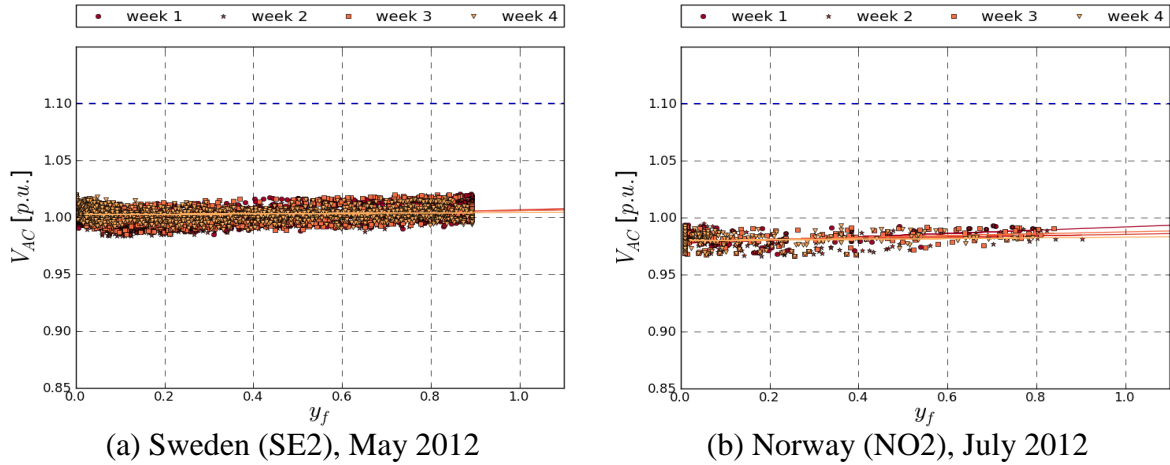 week 1 week 2 week 3 week 4
1.10
1.05
1.00
0.95
0.90
0.85
V_AC [p.u.]
0.0 0.2 0.4 0.6 0.8 1.0
y_f
(a) Sweden (SE2), May 2012
week 1 week 2 week 3 week 4
1.10
1.05
1.00
0.95
0.90
0.85
V_AC [p.u.]
0.0 0.2 0.4 0.6 0.8 1.0
y_f
(b) Norway (NO2), July 2012